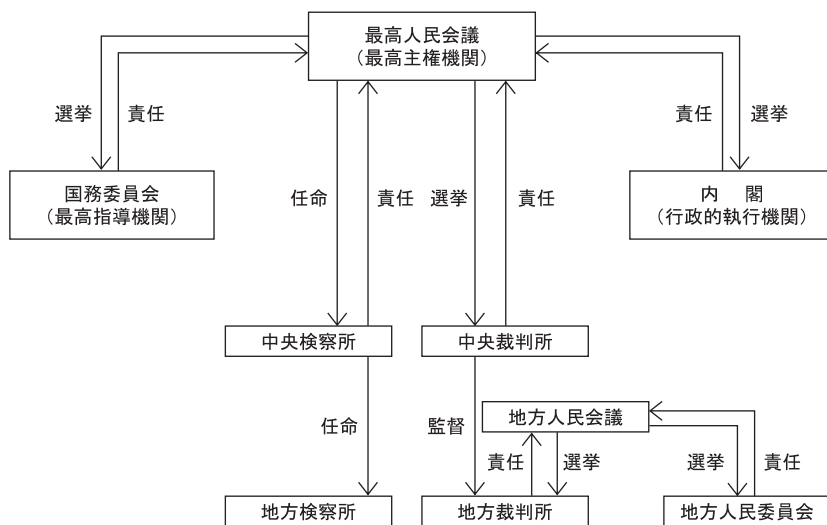 最高人民会議
(最高主権機関)
選挙
責任
責任
選挙
国務委員会
(最高指導機関)
任命
責任
選挙
責任
内　閣
(行政的執行機関)
中央検察所
中央裁判所
任命
監督
地方人民会議
責任
選挙
選挙
責任
地方検察所
地方裁判所
地方人民委員会